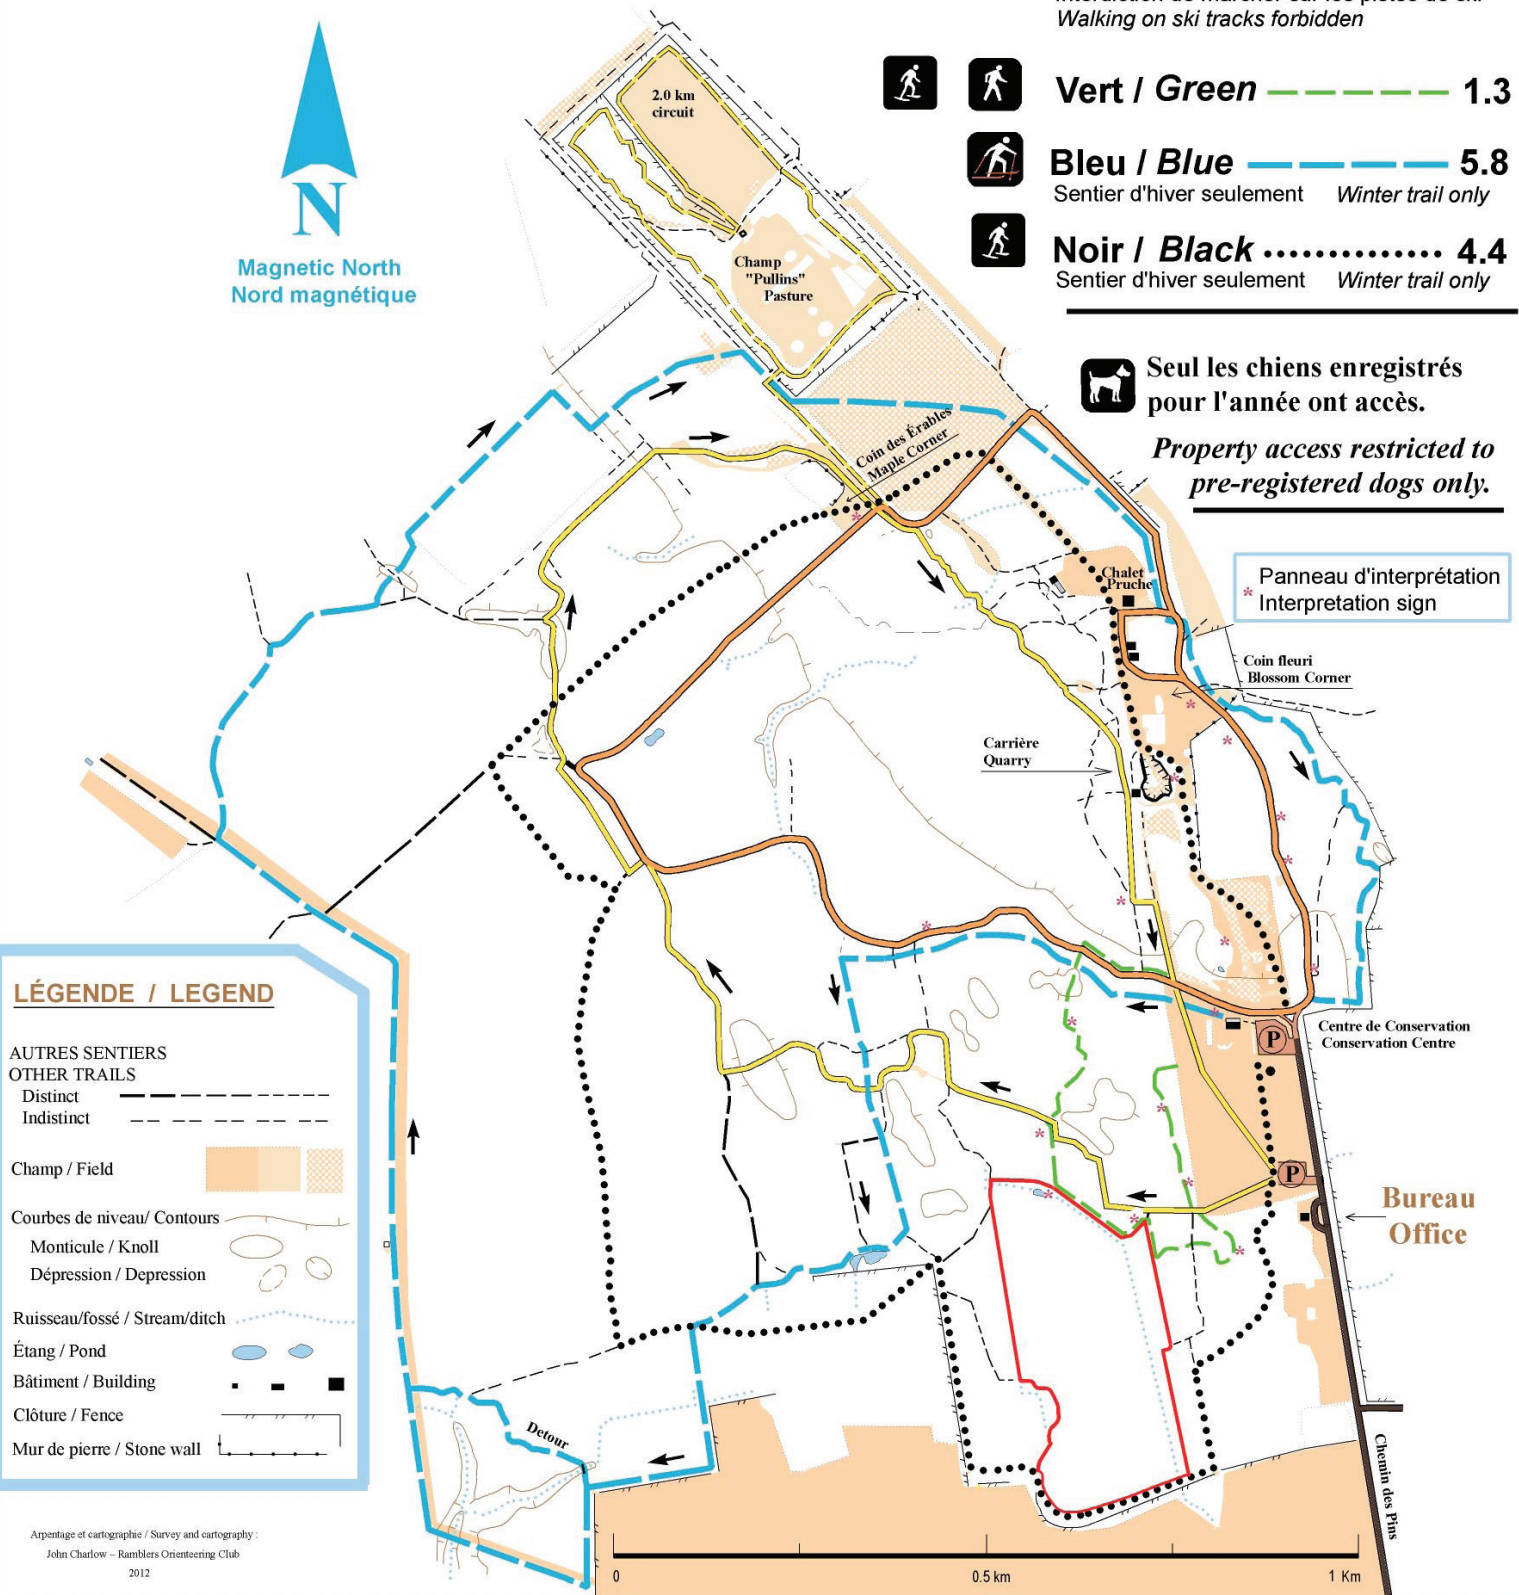 Walking on ski tracks forbidden
Vert / Green 1.3
Bleu / Blue 5.8
Sentier d'hiver seulement Winter trail only
Noir / Black 4.4
Sentier d'hiver seulement Winter trail only
Seul les chiens enregistrés
pour l'année ont accès.
Property access restricted to
pre-registered dogs only.
* Panneau d'interprétation
Interpretation sign
N
Magnetic North
Nord magnétique
2.0 km
circuit
Champ
"Pullins"
Pasture
Coin des Érables
Maple Corner
Chalet
Pruche
Coin fleuri
Blossom Corner
Carrière
Quarry
Centre de Conservation
Conservation Centre
P
P
Bureau
Office
Chemin des Pins
Detour
LÉGENDE / LEGEND
AUTRES SENTIERS
OTHER TRAILS
Distinct
Indistinct
Champ / Field
Courbes de niveau/ Contours
Monticule / Knoll
Dépression / Depression
Ruisseau/fossé / Stream/ditch
Étang / Pond
Bâtiment / Building
Clôture / Fence
Mur de pierre / Stone wall
Arpentage et cartographie / Survey and cartography :
John Charlow – Ramblers Orienteering Club
2012
0 0.5 km 1 Km